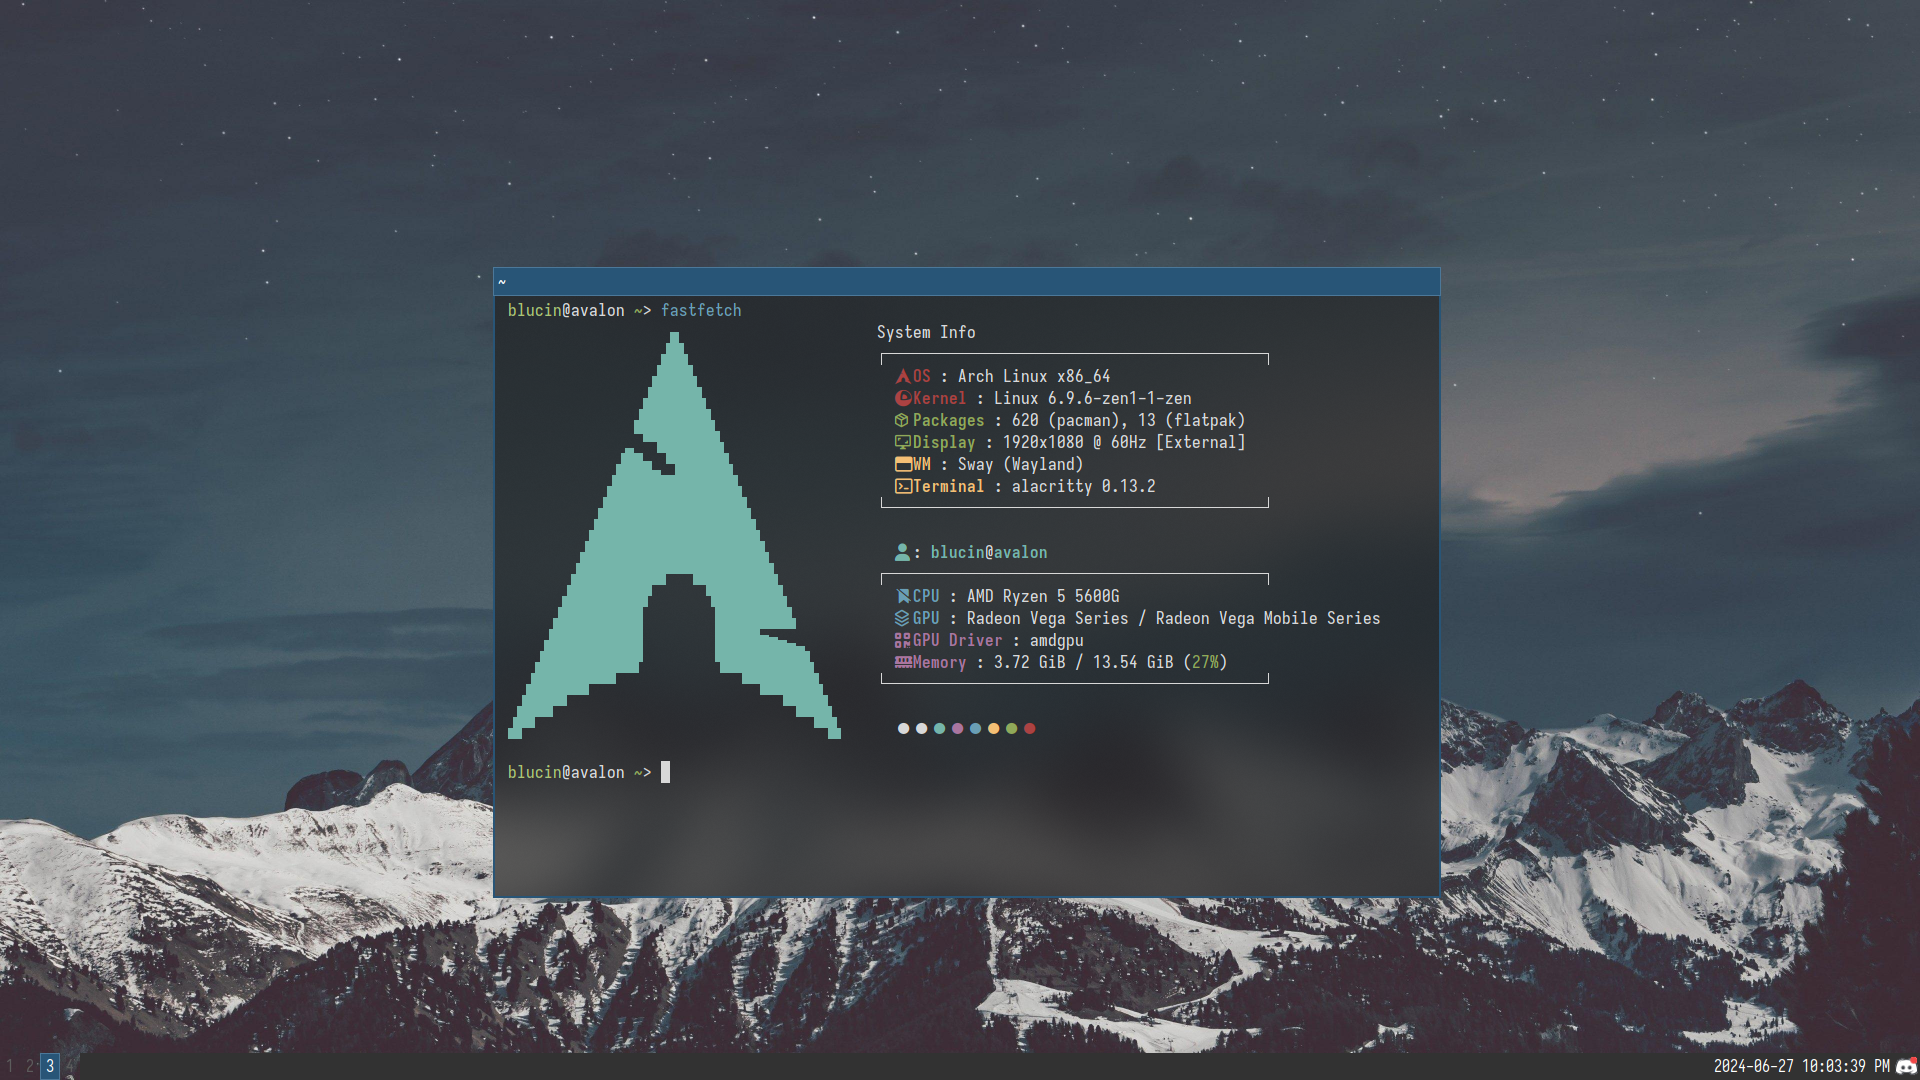 ~
blucin@avalon ~> fastfetch
System Info
OS : Arch Linux x86_64
Kernel : Linux 6.9.6-zen1-1-zen
Packages : 620 (pacman), 13 (flatpak)
Display : 1920x1080 @ 60Hz [External]
WM : Sway (Wayland)
Terminal : alacritty 0.13.2
: blucin@avalon
CPU : AMD Ryzen 5 5600G
GPU : Radeon Vega Series / Radeon Vega Mobile Series
GPU Driver : amdgpu
Memory : 3.72 GiB / 13.54 GiB (27%)
blucin@avalon ~>
1 2 3 4 2024-06-27 10:03:39 PM